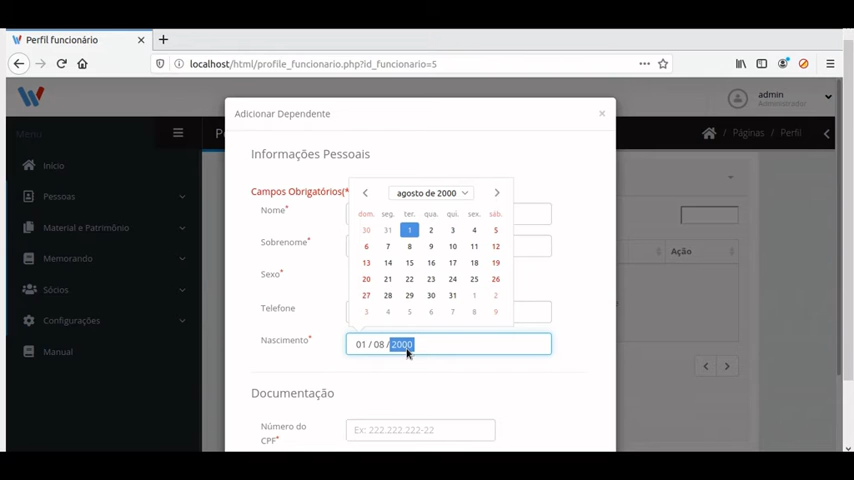 Perfil funcionário
localhost/html/profile_funcionario.php?id_funcionario=5
admin
Administrador
Menu
Início
Pessoas
Material e Patrimônio
Memorando
Sócios
Configurações
Manual
Páginas
Perfil
Ação
Adicionar Dependente
×
Informações Pessoais
Campos Obrigatórios(*
Nome*
Sobrenome*
Sexo*
Telefone
Nascimento*
agosto de 2000
dom. seg. ter. qua. qui. sex. sáb.
30 31 1 2 3 4 5
6 7 8 9 10 11 12
13 14 15 16 17 18 19
20 21 22 23 24 25 26
27 28 29 30 31 1 2
3 4 5 6 7 8 9
01 / 08 / 2000
Documentação
Número do
CPF*
Ex: 222.222.222-22